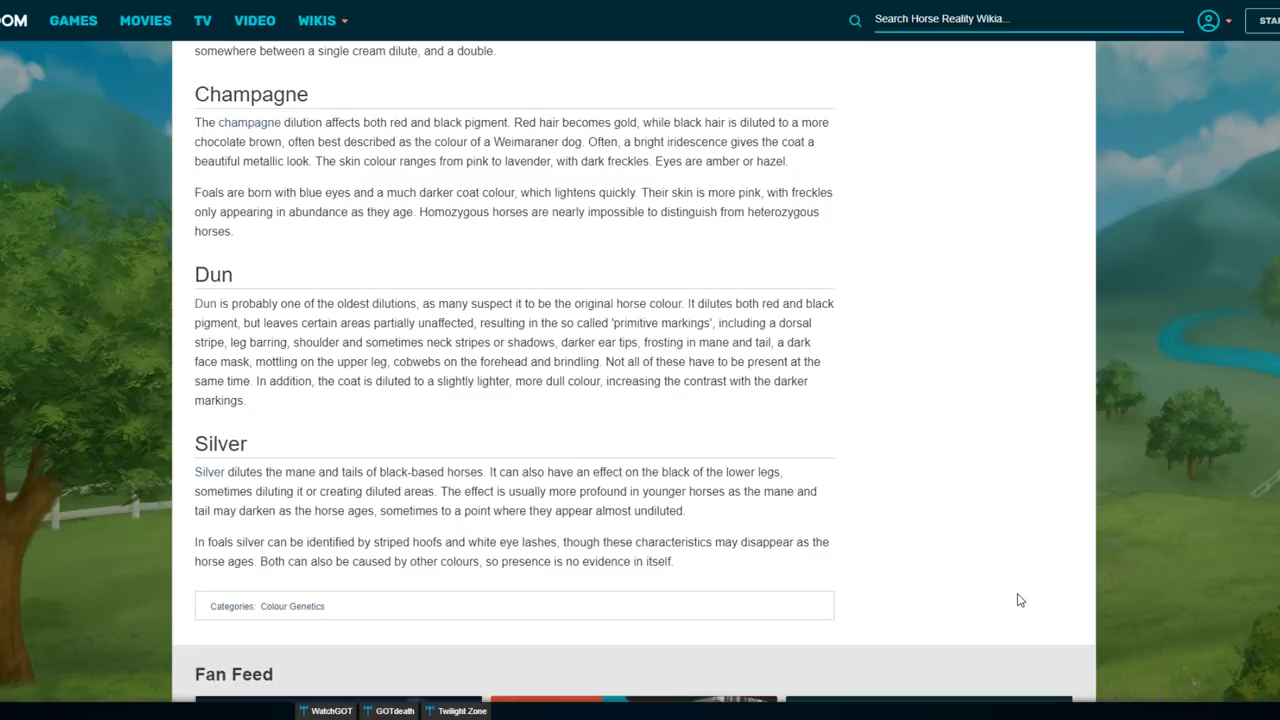 OOM GAMES MOVIES TV VIDEO WIKIS Search Horse Reality Wikia... STA
somewhere between a single cream dilute, and a double.
Champagne
The champagne dilution affects both red and black pigment. Red hair becomes gold, while black hair is diluted to a more
chocolate brown, often best described as the colour of a Weimaraner dog. Often, a bright iridescence gives the coat a
beautiful metallic look. The skin colour ranges from pink to lavender, with dark freckles. Eyes are amber or hazel.
Foals are born with blue eyes and a much darker coat colour, which lightens quickly. Their skin is more pink, with freckles
only appearing in abundance as they age. Homozygous horses are nearly impossible to distinguish from heterozygous
horses.
Dun
Dun is probably one of the oldest dilutions, as many suspect it to be the original horse colour. It dilutes both red and black
pigment, but leaves certain areas partially unaffected, resulting in the so called 'primitive markings', including a dorsal
stripe, leg barring, shoulder and sometimes neck stripes or shadows, darker ear tips, frosting in mane and tail, a dark
face mask, mottling on the upper leg, cobwebs on the forehead and brindling. Not all of these have to be present at the
same time. In addition, the coat is diluted to a slightly lighter, more dull colour, increasing the contrast with the darker
markings.
Silver
Silver dilutes the mane and tails of black-based horses. It can also have an effect on the black of the lower legs,
sometimes diluting it or creating diluted areas. The effect is usually more profound in younger horses as the mane and
tail may darken as the horse ages, sometimes to a point where they appear almost undiluted.
In foals silver can be identified by striped hoofs and white eye lashes, though these characteristics may disappear as the
horse ages. Both can also be caused by other colours, so presence is no evidence in itself.
Categories: Colour Genetics
Fan Feed
WatchGOT GOTdeath Twilight Zone